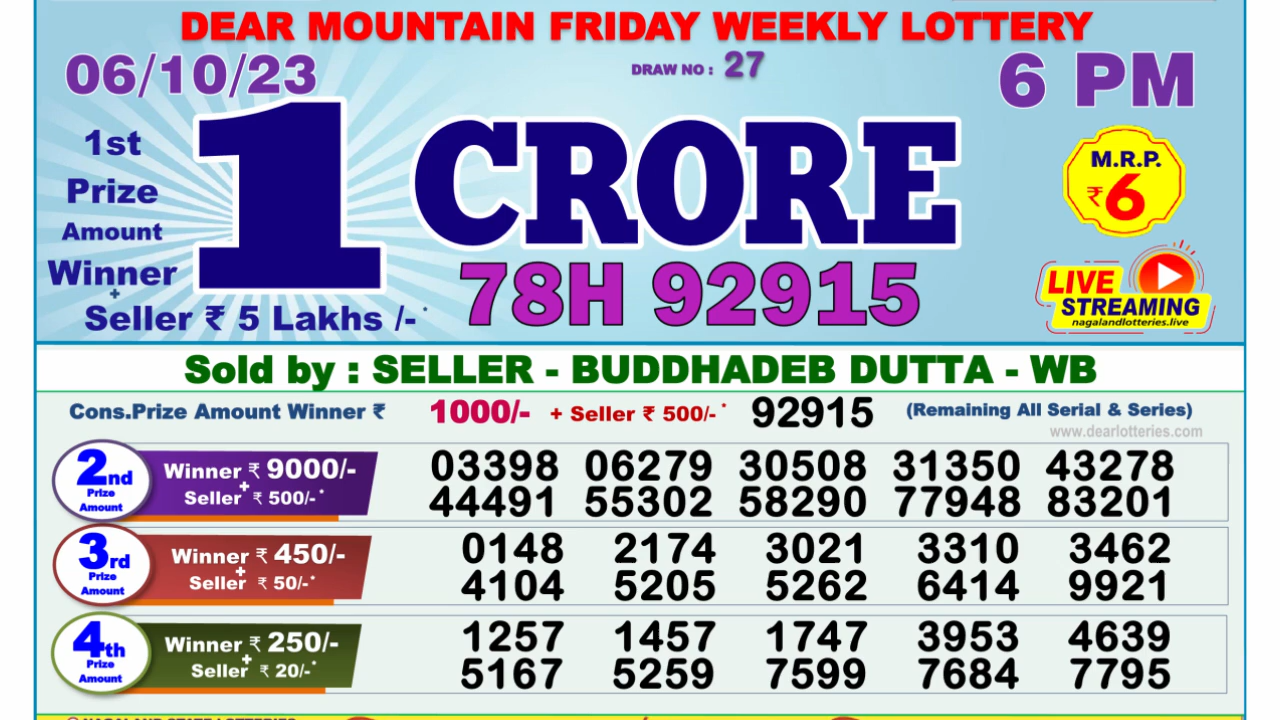 DEAR MOUNTAIN FRIDAY WEEKLY LOTTERY
06/10/23
DRAW NO : 27
6 PM
1st
Prize
Amount
Winner
+
Seller ₹ 5 Lakhs /-*
1 CRORE
78H 92915
M.R.P.
₹6
LIVE
STREAMING
nagalandlotteries.live
Sold by : SELLER - BUDDHADEB DUTTA - WB
Cons.Prize Amount Winner ₹ 1000/- + Seller ₹ 500/-* 92915 (Remaining All Serial & Series)
www.dearlotteries.com
2nd
Prize
Amount
Winner ₹ 9000/-
+
Seller ₹ 500/-*
03398 06279 30508 31350 43278
44491 55302 58290 77948 83201
3rd
Prize
Amount
Winner ₹ 450/-
+
Seller ₹ 50/-*
0148 2174 3021 3310 3462
4104 5205 5262 6414 9921
4th
Prize
Amount
Winner ₹ 250/-
+
Seller ₹ 20/-*
1257 1457 1747 3953 4639
5167 5259 7599 7684 7795